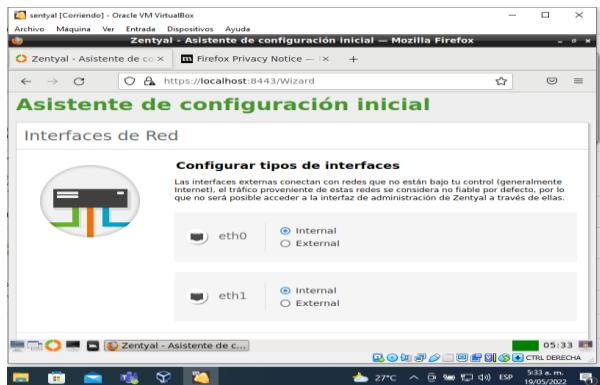 sentyal [Corriendo] - Oracle VM VirtualBox
Archivo Máquina Ver Entrada Dispositivos Ayuda
Zentyal - Asistente de configuración inicial — Mozilla Firefox
Zentyal - Asistente de co
Firefox Privacy Notice —
https://localhost:8443/Wizard
Asistente de configuración inicial
Interfaces de Red
Configurar tipos de interfaces
Las interfaces externas conectan con redes que no están bajo tu control (generalmente
Internet), el tráfico proveniente de estas redes se considera no fiable por defecto, por lo
que no será posible acceder a la interfaz de administración de Zentyal a través de ellas.
eth0
Internal
External
eth1
Internal
External
Zentyal - Asistente de c...
05:33
CTRL DERECHA
27°C
ESP
5:33 a. m.
19/05/2022